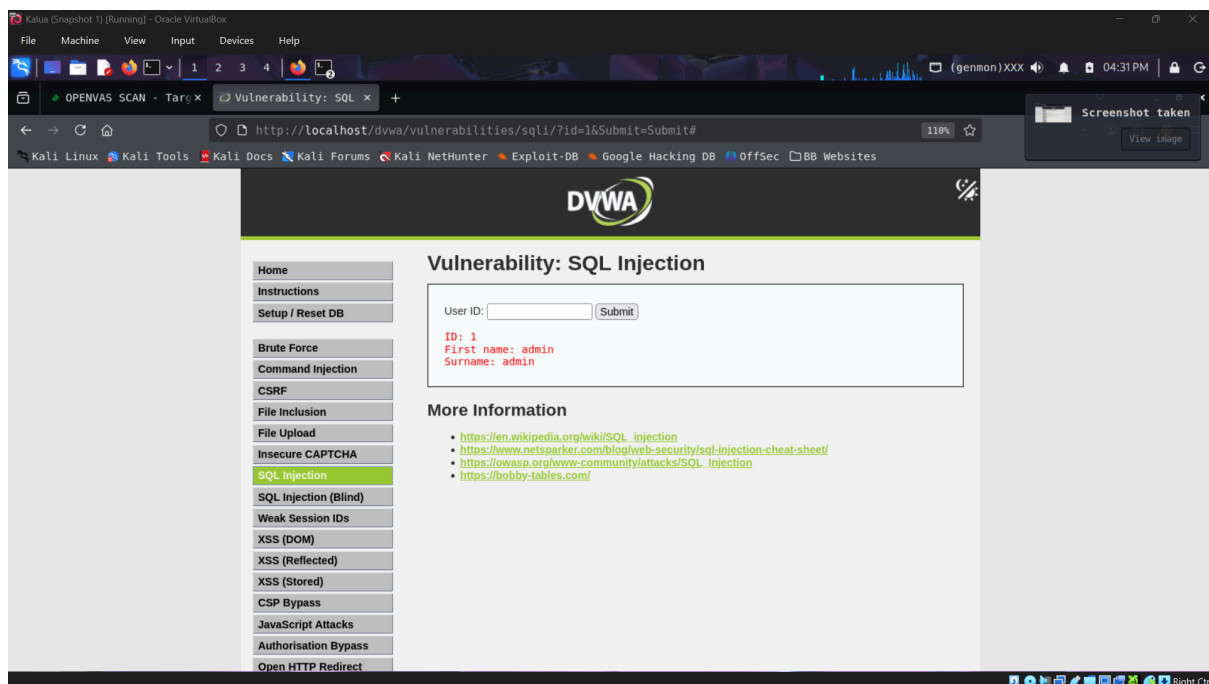 Kalua (Snapshot 1) [Running] - Oracle VirtualBox
File Machine View Input Devices Help
1 2 3 4 2 (genmon)XXX 04:31 PM
OPENVAS SCAN - Targ × Vulnerability: SQL × +
http://localhost/dvwa/vulnerabilities/sqli/?id=1&Submit=Submit# 110%
Screenshot taken
View image
Kali Linux Kali Tools Kali Docs Kali Forums Kali NetHunter Exploit-DB Google Hacking DB OffSec BB Websites
DVWA
Home
Instructions
Setup / Reset DB
Brute Force
Command Injection
CSRF
File Inclusion
File Upload
Insecure CAPTCHA
SQL Injection
SQL Injection (Blind)
Weak Session IDs
XSS (DOM)
XSS (Reflected)
XSS (Stored)
CSP Bypass
JavaScript Attacks
Authorisation Bypass
Open HTTP Redirect
Vulnerability: SQL Injection
User ID: Submit
ID: 1
First name: admin
Surname: admin
More Information
• https://en.wikipedia.org/wiki/SQL_injection
• https://www.netsparker.com/blog/web-security/sql-injection-cheat-sheet/
• https://owasp.org/www-community/attacks/SQL_Injection
• https://bobby-tables.com/
Right Ctrl